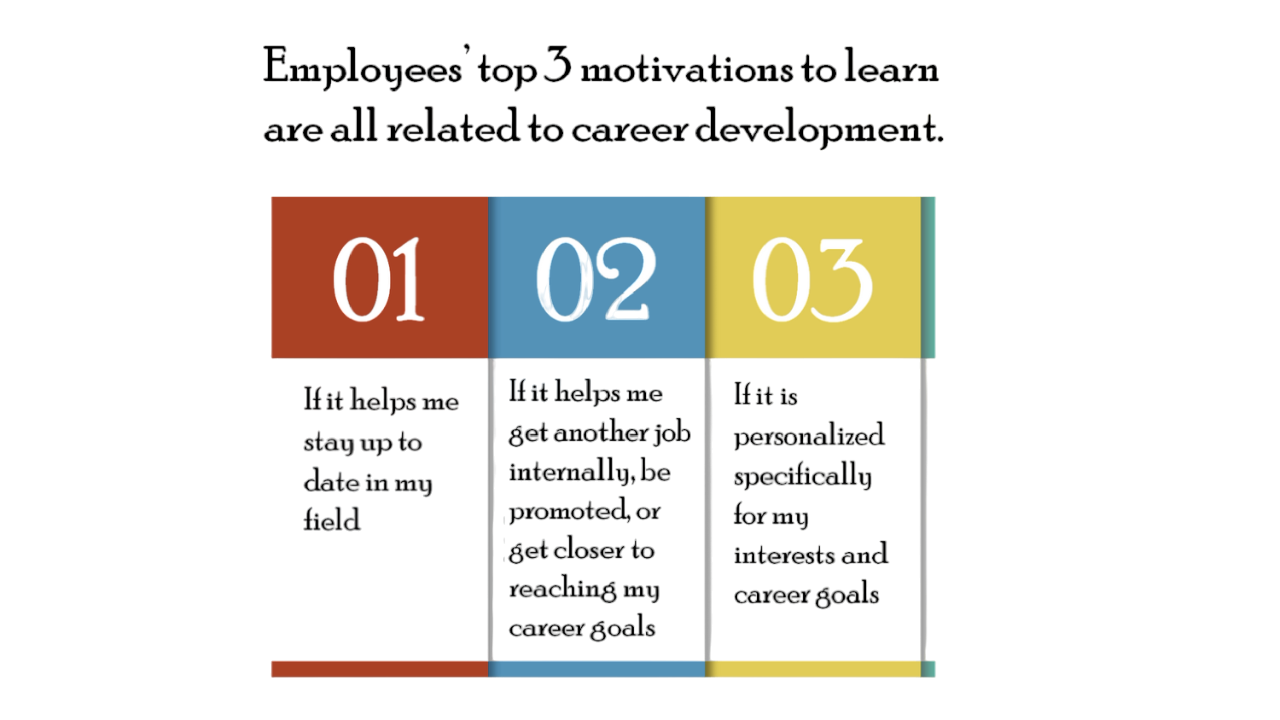 Employees’ top 3 motivations to learn
are all related to career development.
01
If it helps me
stay up to
date in my
field
02
If it helps me
get another job
internally, be
promoted, or
get closer to
reaching my
career goals
03
If it is
personalized
specifically
for my
interests and
career goals